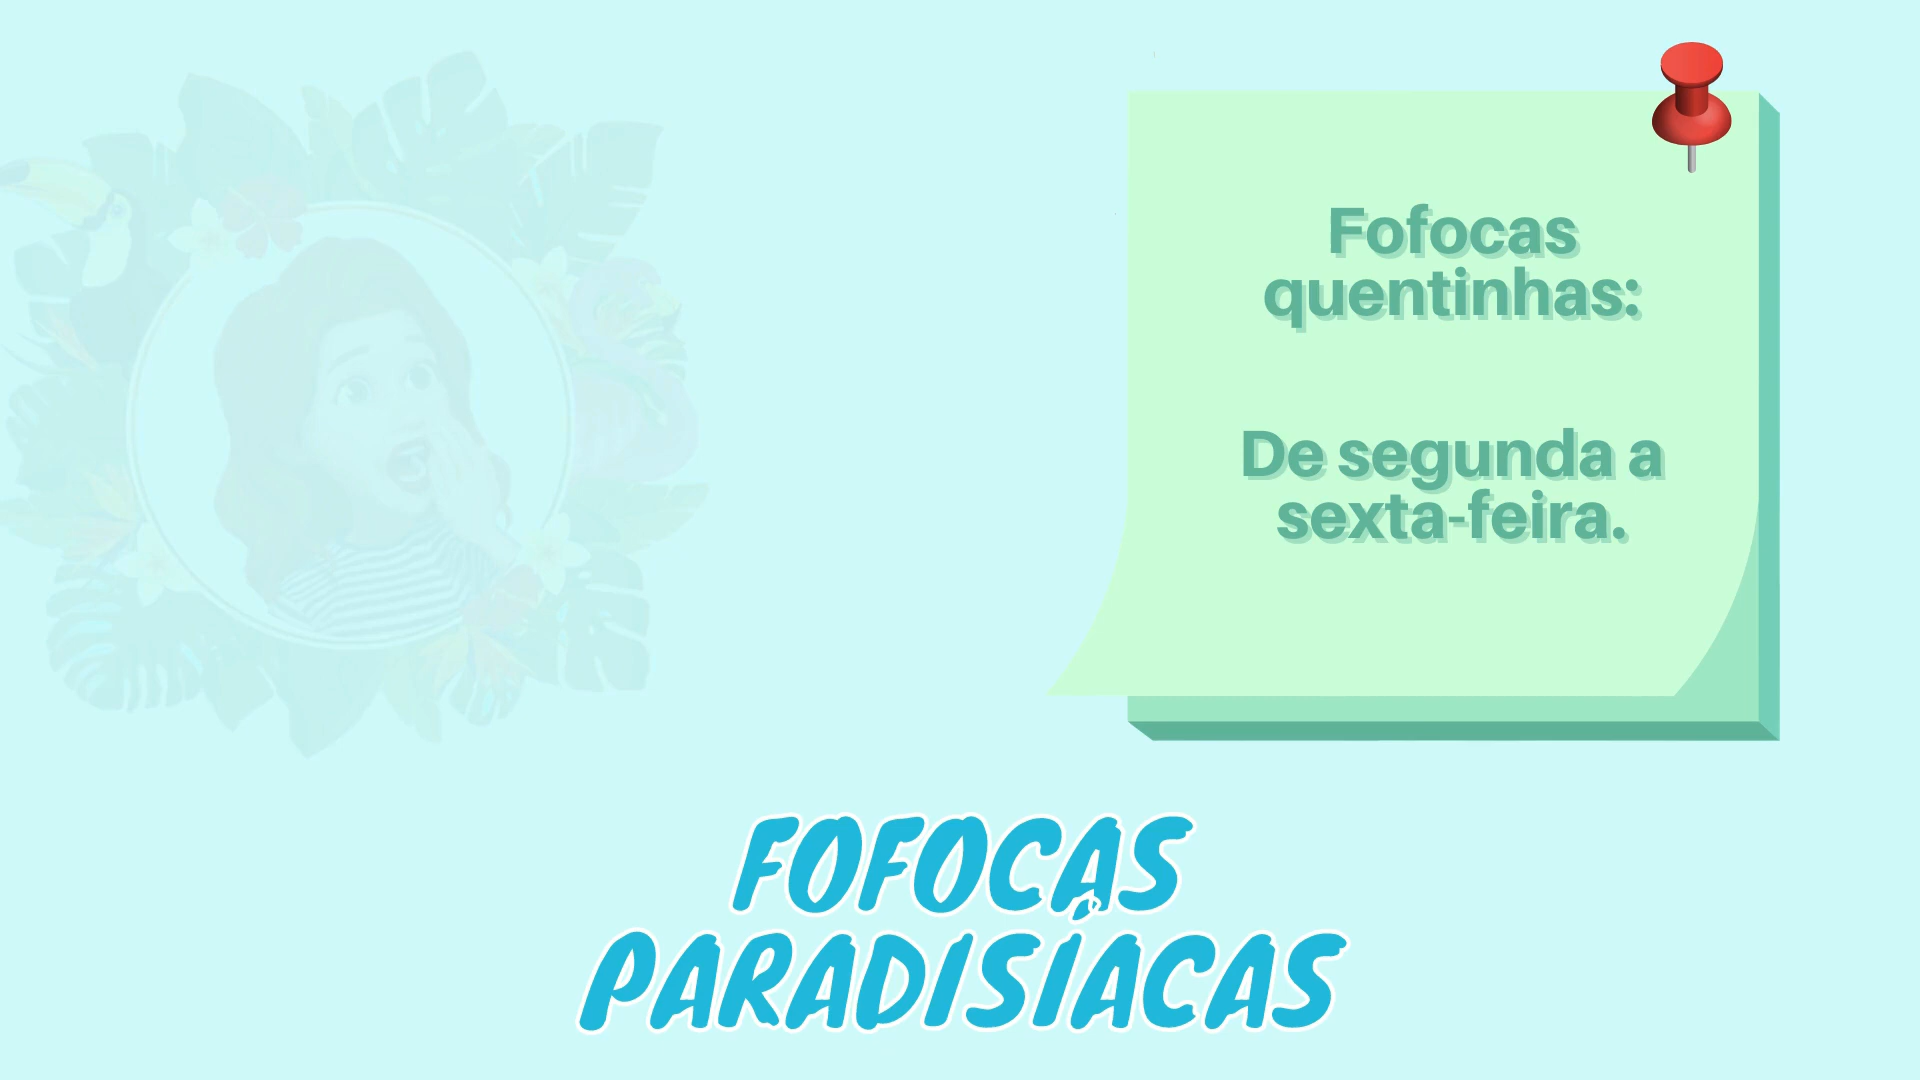 Fofocas
quentinhas:
De segunda a
sexta-feira.
FOFOCAS
PARADISÍACAS